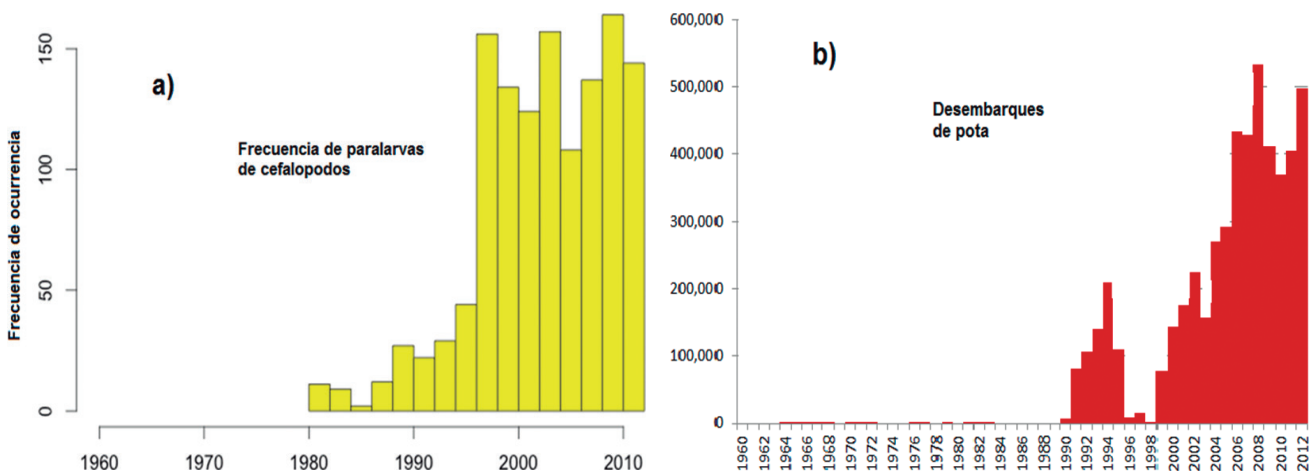 a)
Frecuencia de paralarvas
de cefalopodos
Frecuencia de ocurrencia
150
100
50
0
1960 1970 1980 1990 2000 2010
b)
Desembarques
de pota
600,000
500,000
400,000
300,000
200,000
100,000
0
1960 1962 1964 1966 1968 1970 1972 1974 1976 1978 1980 1982 1984 1986 1988 1990 1992 1994 1996 1998 2000 2002 2004 2006 2008 2010 2012